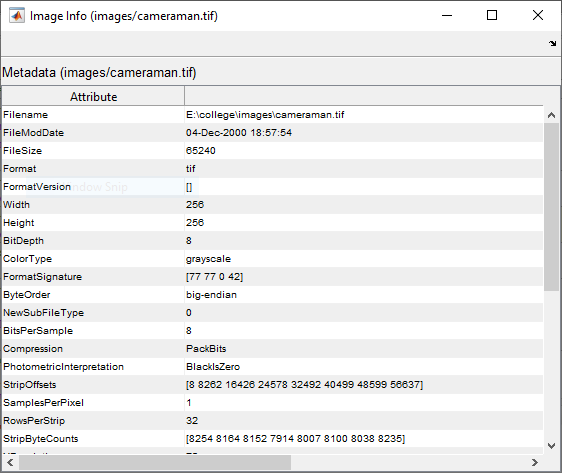 Image Info (images/cameraman.tif)
Metadata (images/cameraman.tif)
Attribute
Filename E:\college\images\cameraman.tif
FileModDate 04-Dec-2000 18:57:54
FileSize 65240
Format tif
FormatVersion []
Width 256
Height 256
BitDepth 8
ColorType grayscale
FormatSignature [77 77 0 42]
ByteOrder big-endian
NewSubFileType 0
BitsPerSample 8
Compression PackBits
PhotometricInterpretation BlackIsZero
StripOffsets [8 8262 16426 24578 32492 40499 48599 56637]
SamplesPerPixel 1
RowsPerStrip 32
StripByteCounts [8254 8164 8152 7914 8007 8100 8038 8235]